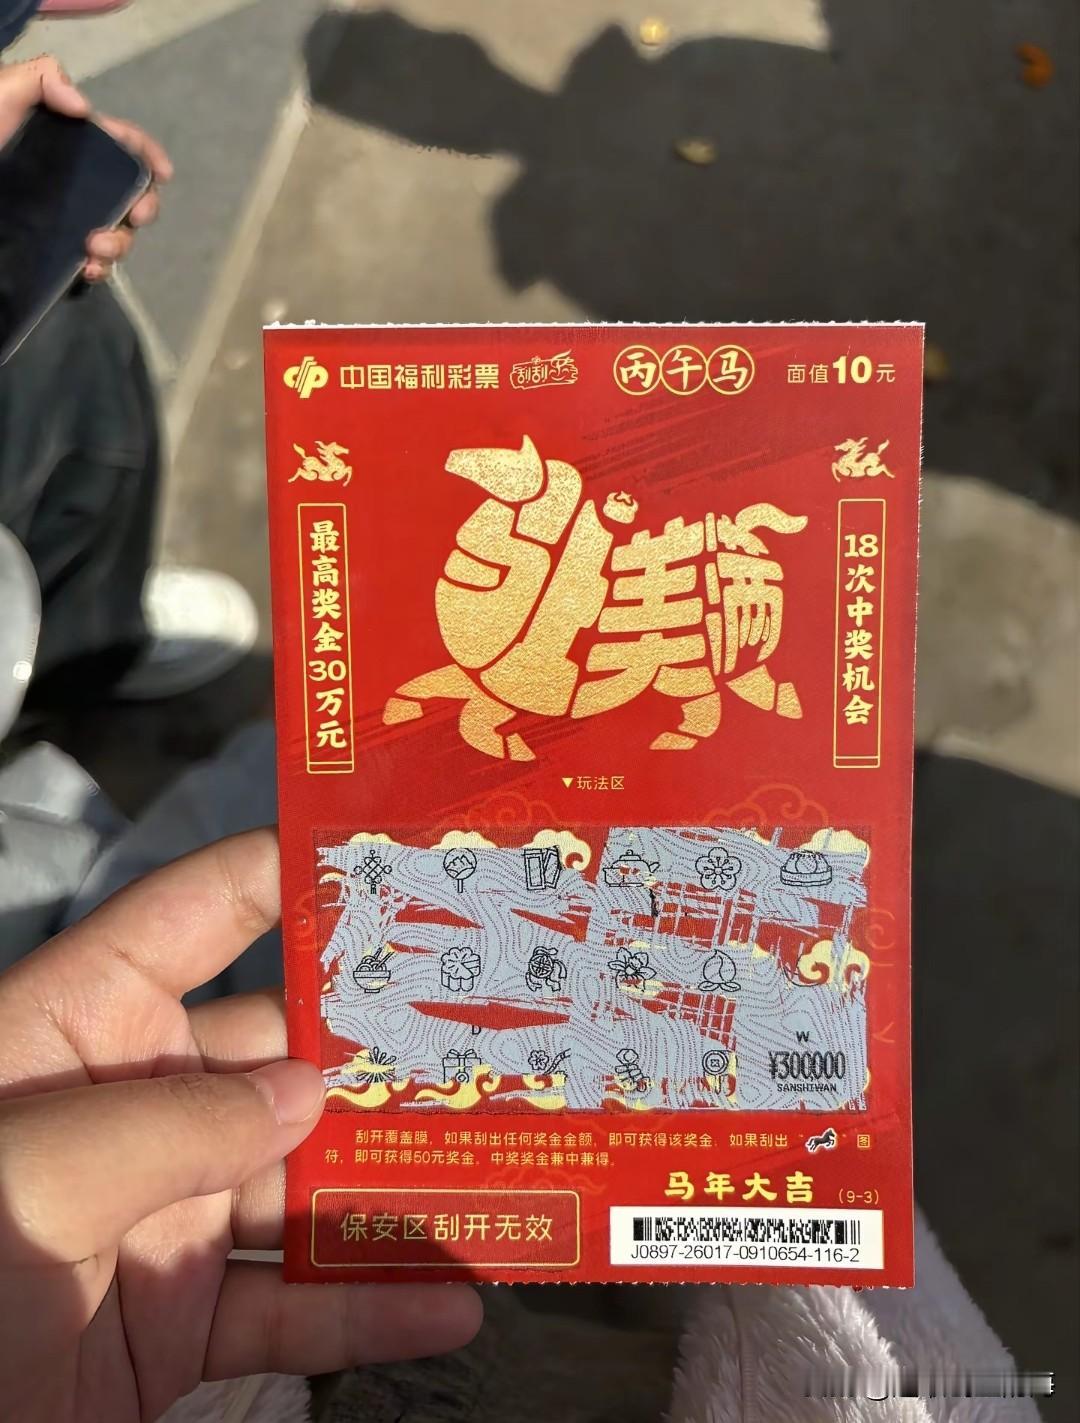 中国福利彩票 刮刮乐 丙午马 面值10元
最高奖金30万元
美满
18次中奖机会
▼玩法区
D
W
¥300000
SANSHIWAN
刮开覆盖膜，如果刮出任何奖金金额，即可获得该奖金。如果刮出“ ”图
符，即可获得50元奖金。中奖奖金兼中兼得。
马年大吉 (9-3)
保安区刮开无效
J0897-26017-0910654-116-2